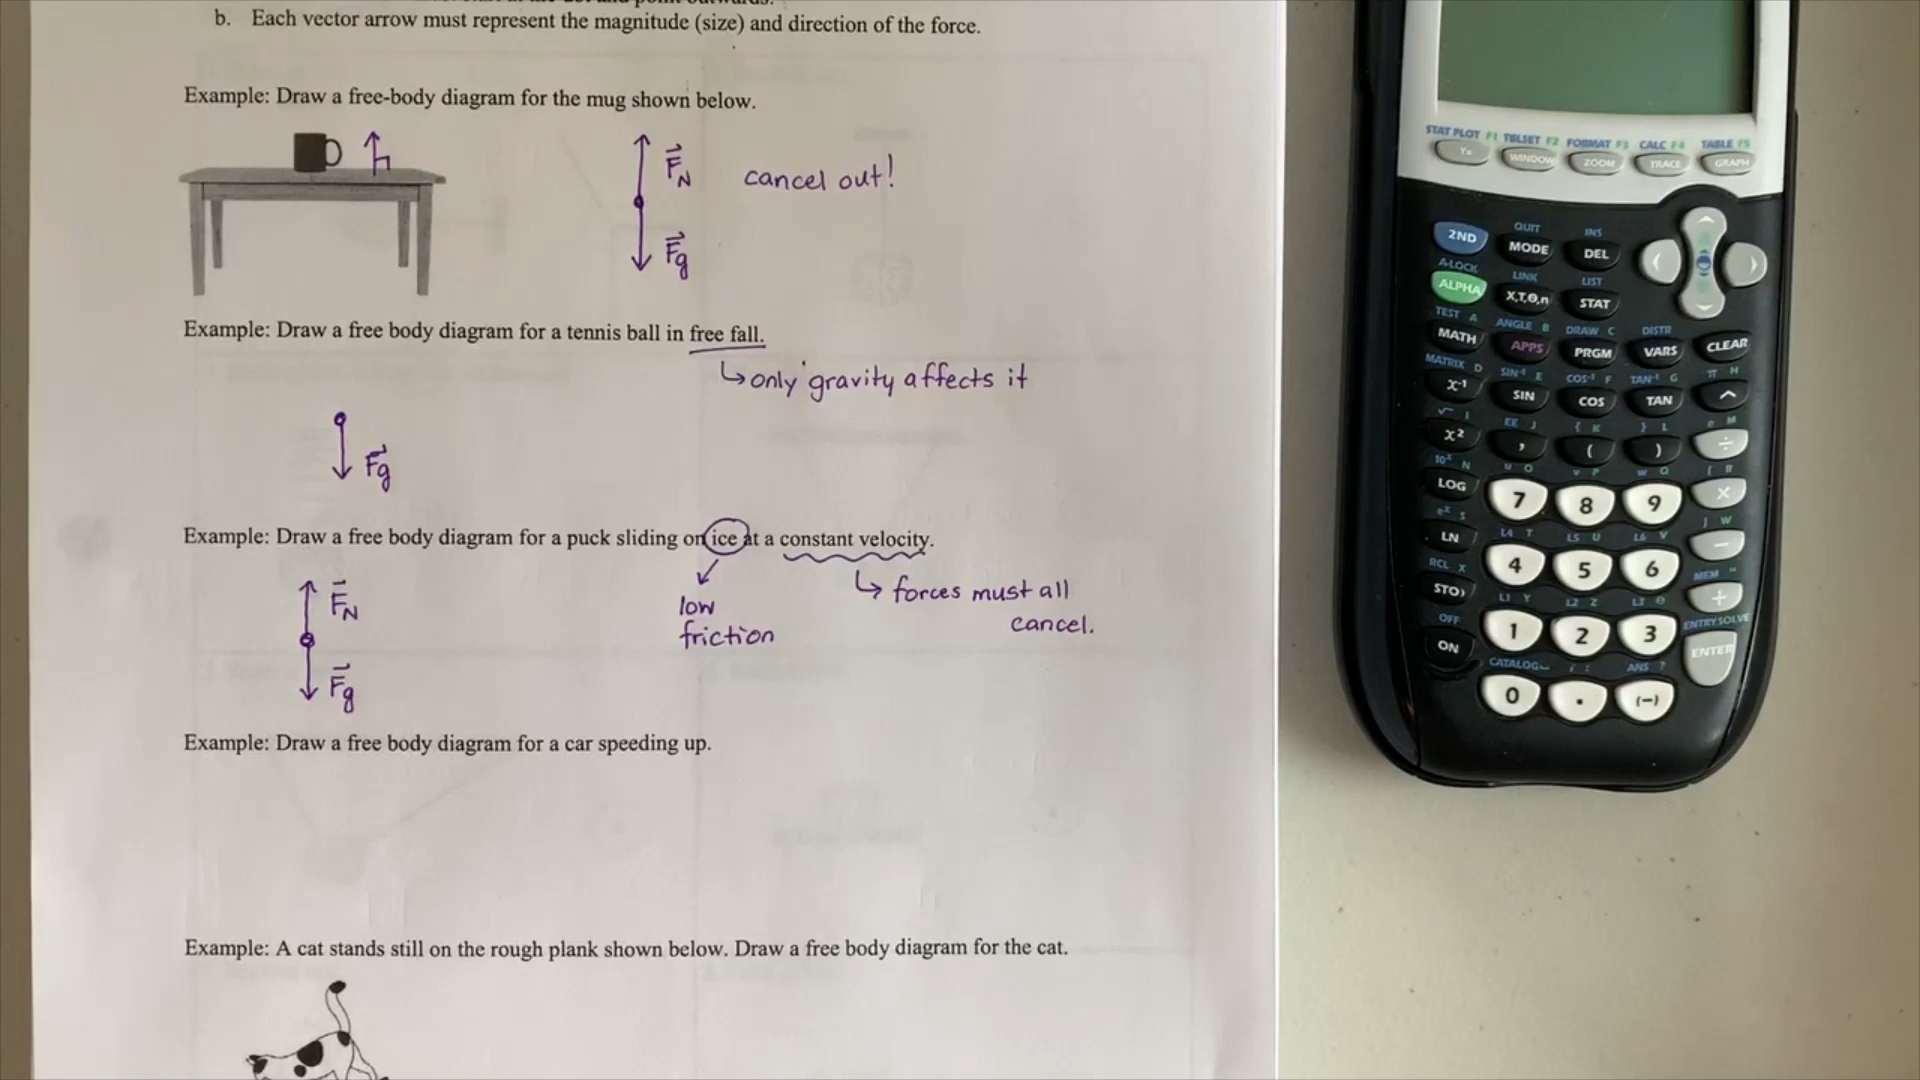 b. Each vector arrow must represent the magnitude (size) and direction of the force.
Example: Draw a free-body diagram for the mug shown below.
F⃗N
cancel out!
F⃗g
Example: Draw a free body diagram for a tennis ball in free fall.
↳ only gravity affects it
F⃗g
Example: Draw a free body diagram for a puck sliding on ice at a constant velocity.
F⃗N
low
friction
↳ forces must all
cancel.
F⃗g
Example: Draw a free body diagram for a car speeding up.
Example: A cat stands still on the rough plank shown below. Draw a free body diagram for the cat.
STAT PLOT F1 TBLSET F2 FORMAT F3 CALC F4 TABLE F5
Y= WINDOW ZOOM TRACE GRAPH
QUIT INS
2ND MODE DEL
A-LOCK LINK LIST
ALPHA X,T,θ,n STAT
TEST A ANGLE B DRAW C DISTR
MATH APPS PRGM VARS CLEAR
MATRIX D SIN⁻¹ E COS⁻¹ F TAN⁻¹ G π H
x⁻¹ SIN COS TAN ^
√ I EE J { K } L e M
x² , ( ) ÷
10ˣ N u O v P w Q [ R
LOG 7 8 9 ×
eˣ S L4 T L5 U L6 V ] W
LN 4 5 6 −
RCL X L1 Y L2 Z L3 θ MEM "
STO› 1 2 3 +
OFF CATALOG i : ANS ? ENTRY SOLVE
ON 0 . (−) ENTER